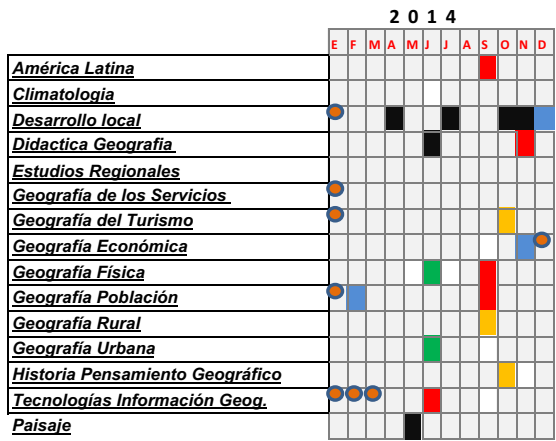 2 0 1 4
E F M A M J J A S O N D
América Latina
Climatologia
Desarrollo local
Didactica Geografia
Estudios Regionales
Geografía de los Servicios
Geografía del Turismo
Geografía Económica
Geografía Física
Geografía Población
Geografía Rural
Geografía Urbana
Historia Pensamiento Geográfico
Tecnologías Información Geog.
Paisaje